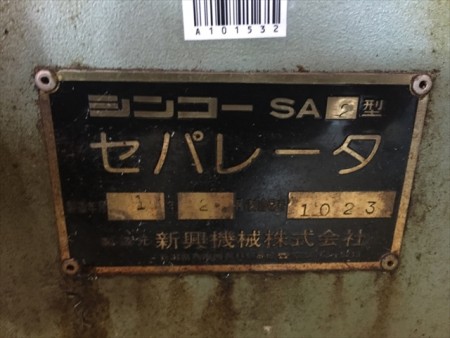 A101532
シンコー SA 型
セパレータ
1 2 1023
新興機械株式会社